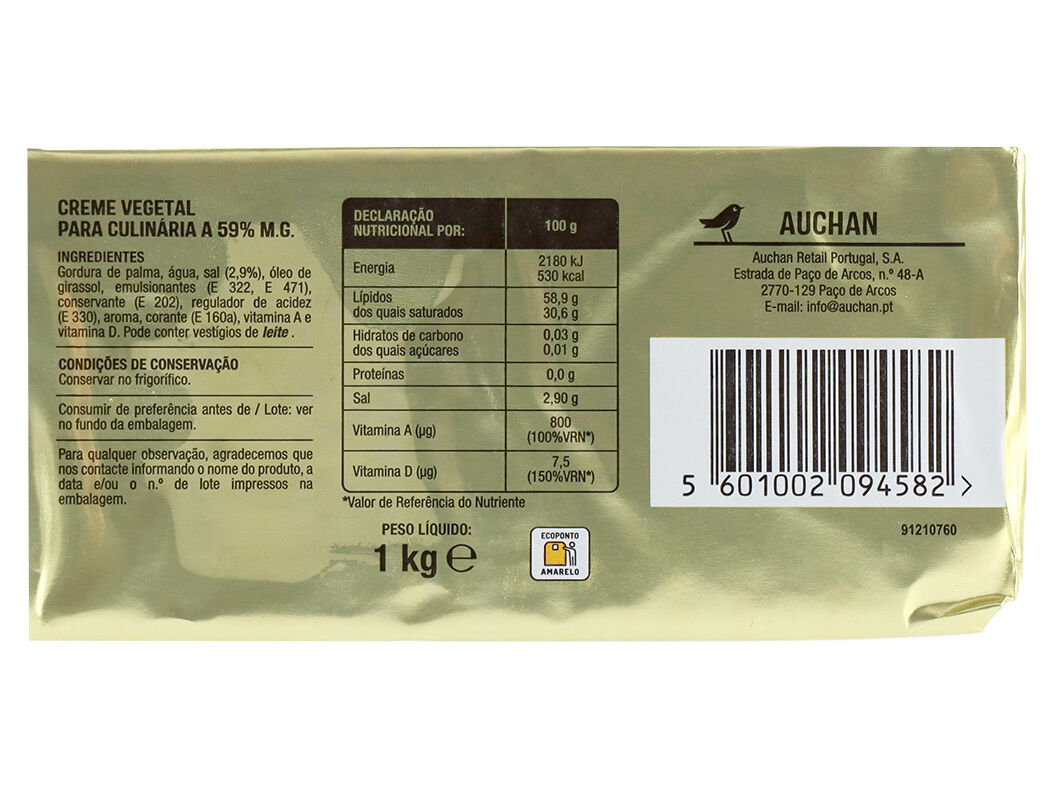 CREME VEGETAL
PARA CULINÁRIA A 59% M.G.
INGREDIENTES
Gordura de palma, água, sal (2,9%), óleo de
girassol, emulsionantes (E 322, E 471),
conservante (E 202), regulador de acidez
(E 330), aroma, corante (E 160a), vitamina A e
vitamina D. Pode conter vestígios de leite .
CONDIÇÕES DE CONSERVAÇÃO
Conservar no frigorífico.
Consumir de preferência antes de / Lote: ver
no fundo da embalagem.
Para qualquer observação, agradecemos que
nos contacte informando o nome do produto, a
data e/ou o n.º de lote impressos na
embalagem.
DECLARAÇÃO
NUTRICIONAL POR: 100 g
Energia 2180 kJ
530 kcal
Lípidos 58,9 g
dos quais saturados 30,6 g
Hidratos de carbono 0,03 g
dos quais açúcares 0,01 g
Proteínas 0,0 g
Sal 2,90 g
Vitamina A (µg) 800
(100%VRN*)
Vitamina D (µg) 7,5
(150%VRN*)
*Valor de Referência do Nutriente
PESO LÍQUIDO:
1 kg e
ECOPONTO
AMARELO
AUCHAN
Auchan Retail Portugal, S.A.
Estrada de Paço de Arcos, n.º 48-A
2770-129 Paço de Arcos
E-mail: info@auchan.pt
5 601002 094582 >
91210760